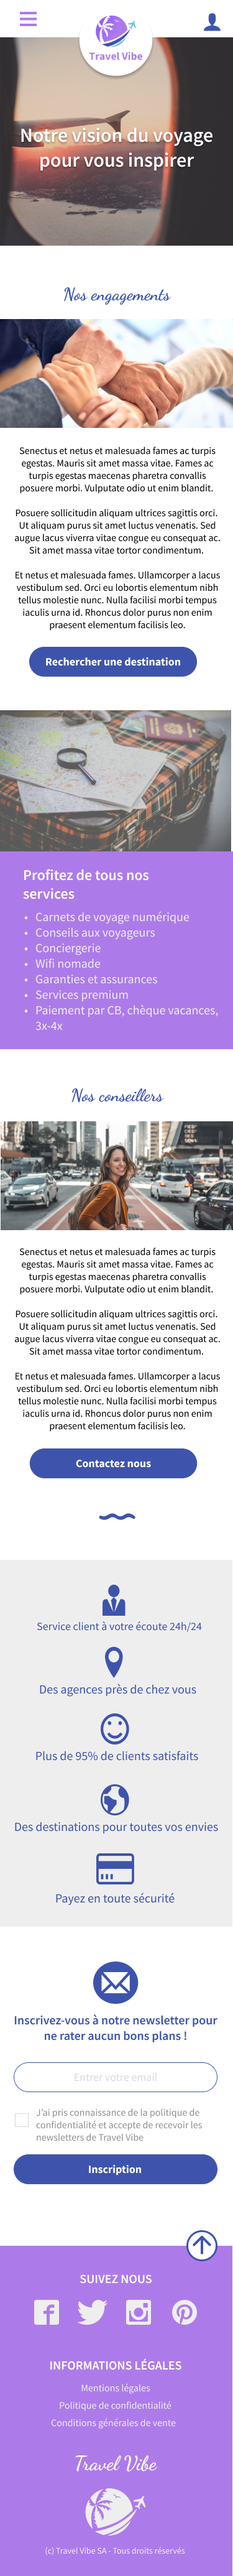 Travel Vibe
Notre vision du voyage
pour vous inspirer
Nos engagements
Senectus et netus et malesuada fames ac turpis
egestas. Mauris sit amet massa vitae. Fames ac
turpis egestas maecenas pharetra convallis
posuere morbi. Vulputate odio ut enim blandit.
Posuere sollicitudin aliquam ultrices sagittis orci.
Ut aliquam purus sit amet luctus venenatis. Sed
augue lacus viverra vitae congue eu consequat ac.
Sit amet massa vitae tortor condimentum.
Et netus et malesuada fames. Ullamcorper a lacus
vestibulum sed. Orci eu lobortis elementum nibh
tellus molestie nunc. Nulla facilisi morbi tempus
iaculis urna id. Rhoncus dolor purus non enim
praesent elementum facilisis leo.
Rechercher une destination
Profitez de tous nos
services
• Carnets de voyage numérique
• Conseils aux voyageurs
• Conciergerie
• Wifi nomade
• Garanties et assurances
• Services premium
• Paiement par CB, chèque vacances,
3x-4x
Nos conseillers
Senectus et netus et malesuada fames ac turpis
egestas. Mauris sit amet massa vitae. Fames ac
turpis egestas maecenas pharetra convallis
posuere morbi. Vulputate odio ut enim blandit.
Posuere sollicitudin aliquam ultrices sagittis orci.
Ut aliquam purus sit amet luctus venenatis. Sed
augue lacus viverra vitae congue eu consequat ac.
Sit amet massa vitae tortor condimentum.
Et netus et malesuada fames. Ullamcorper a lacus
vestibulum sed. Orci eu lobortis elementum nibh
tellus molestie nunc. Nulla facilisi morbi tempus
iaculis urna id. Rhoncus dolor purus non enim
praesent elementum facilisis leo.
Contactez nous
Service client à votre écoute 24h/24
Des agences près de chez vous
Plus de 95% de clients satisfaits
Des destinations pour toutes vos envies
Payez en toute sécurité
Inscrivez-vous à notre newsletter pour
ne rater aucun bons plans !
Entrer votre email
J'ai pris connaissance de la politique de
confidentialité et accepte de recevoir les
newsletters de Travel Vibe
Inscription
SUIVEZ NOUS
INFORMATIONS LÉGALES
Mentions légales
Politique de confidentialité
Conditions générales de vente
Travel Vibe
(c) Travel Vibe SA - Tous droits réservés